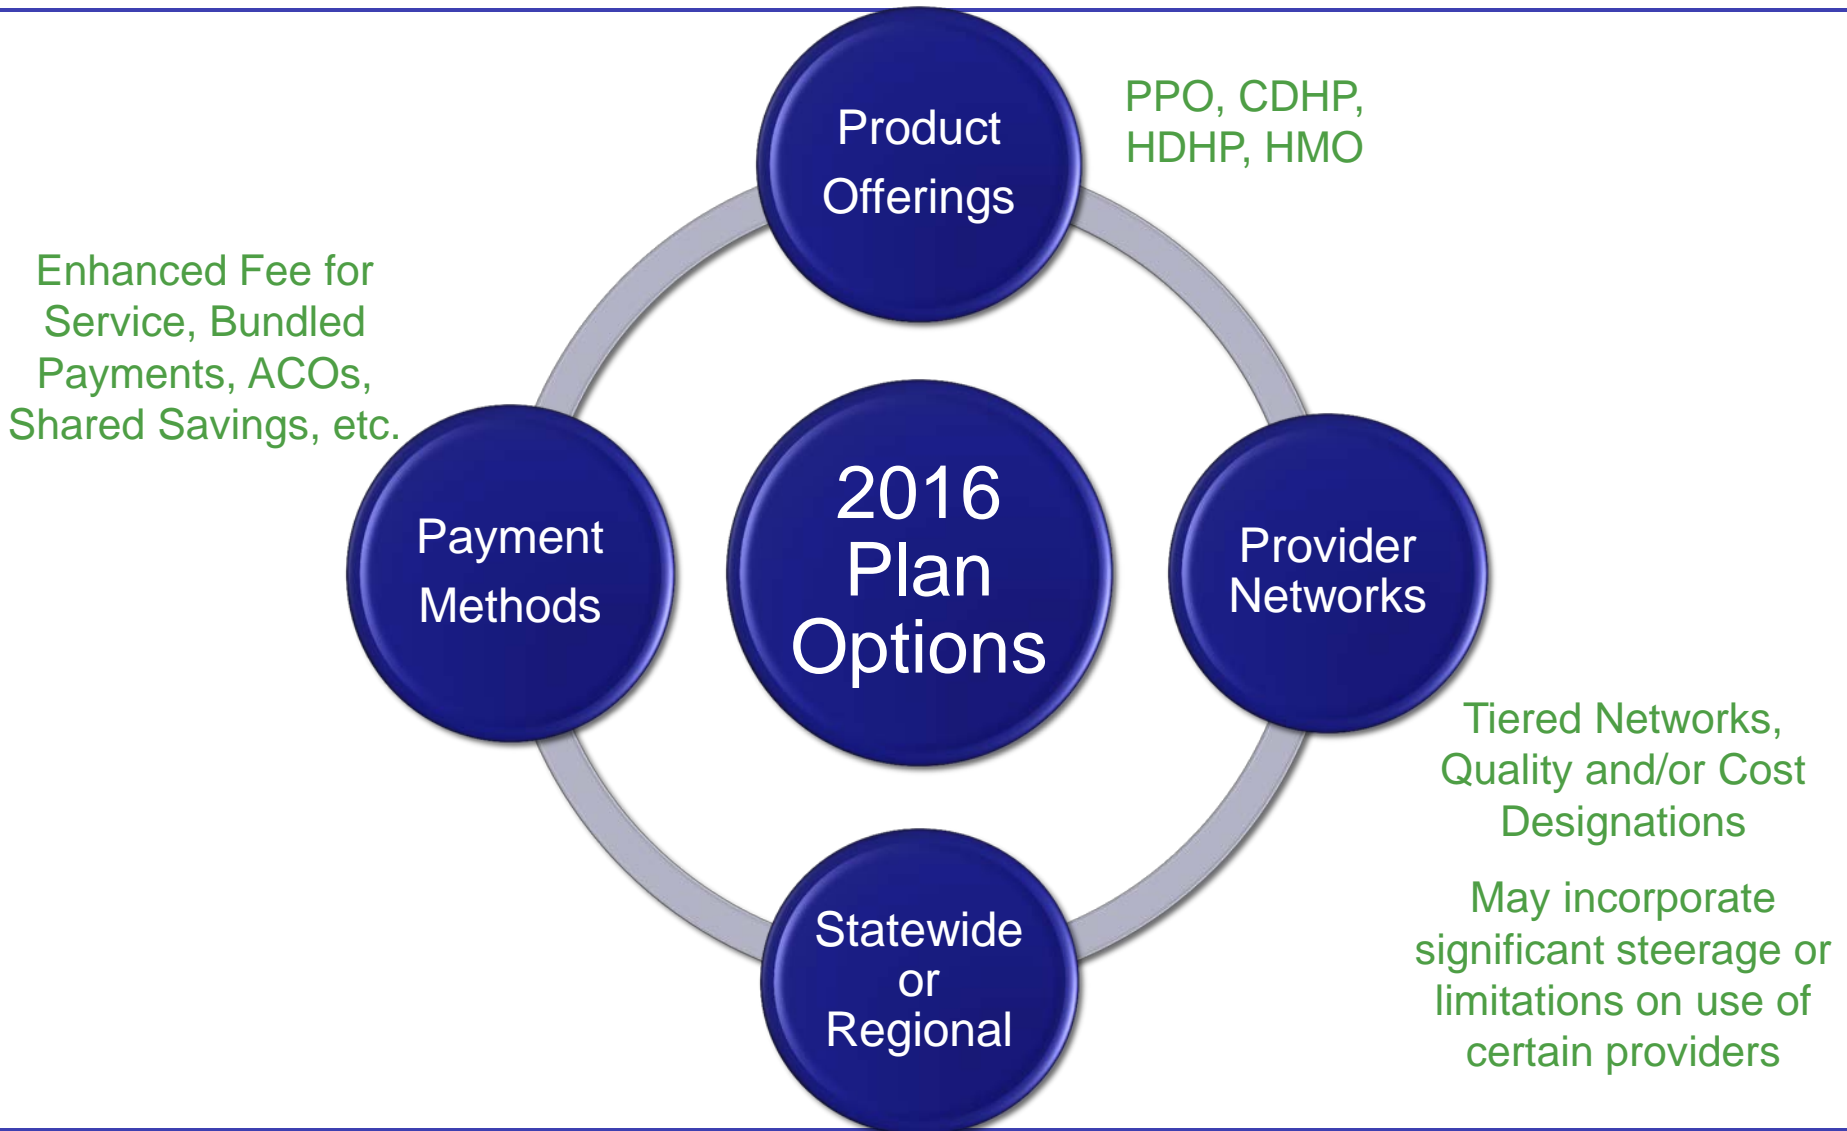 Product
Offerings
PPO, CDHP,
HDHP, HMO
Enhanced Fee for
Service, Bundled
Payments, ACOs,
Shared Savings, etc.
Payment
Methods
2016
Plan
Options
Provider
Networks
Tiered Networks,
Quality and/or Cost
Designations
May incorporate
significant steerage or
limitations on use of
certain providers
Statewide
or
Regional